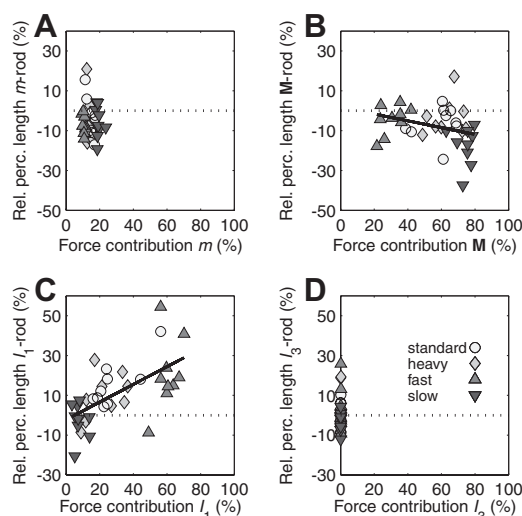 A
Rel. perc. length m-rod (%)
30
10
-10
-30
-50
0 20 40 60 80 100
Force contribution m (%)
B
Rel. perc. length M-rod (%)
30
10
-10
-30
-50
0 20 40 60 80 100
Force contribution M (%)
C
Rel. perc. length I₁-rod (%)
50
30
10
-10
-30
0 20 40 60 80 100
Force contribution I₁ (%)
D
Rel. perc. length I₃-rod (%)
50
30
10
-10
-30
standard
heavy
fast
slow
0 20 40 60 80 100
Force contribution I₃ (%)